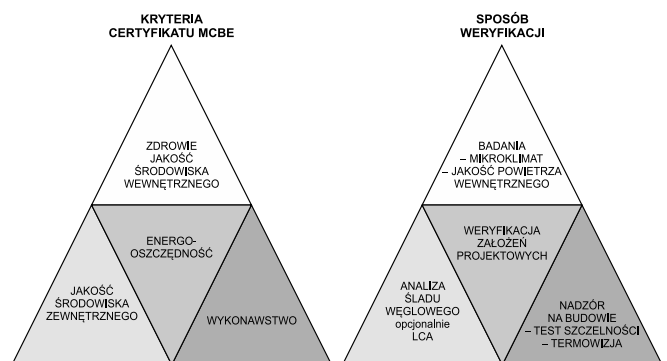 KRYTERIA
CERTYFIKATU MCBE
ZDROWIE
JAKOŚĆ
ŚRODOWISKA
WEWNĘTRZNEGO
ENERGO-
OSZCZĘDNOŚĆ
JAKOŚĆ
ŚRODOWISKA
ZEWNĘTRZNEGO
WYKONAWSTWO
SPOSÓB
WERYFIKACJI
BADANIA
– MIKROKLIMAT
– JAKOŚĆ POWIETRZA
WEWNĘTRZNEGO
WERYFIKACJA
ZAŁOŻEŃ
PROJEKTOWYCH
ANALIZA
ŚLADU
WĘGLOWEGO
opcjonalnie
LCA
NADZÓR
NA BUDOWIE
– TEST SZCZELNOŚCI
– TERMOWIZJA